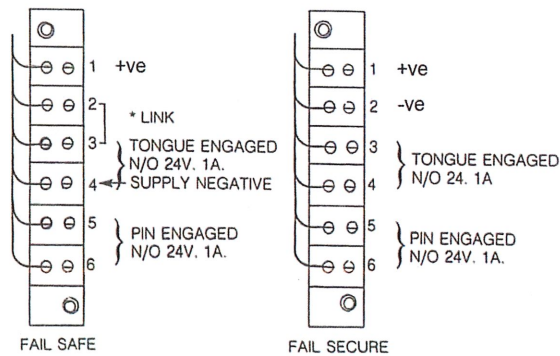 1 +ve
2
* LINK
3
TONGUE ENGAGED
N/O 24V. 1A.
4 SUPPLY NEGATIVE
5
PIN ENGAGED
N/O 24V. 1A.
6
FAIL SAFE
1 +ve
2 -ve
3
TONGUE ENGAGED
N/O 24. 1A
4
5
PIN ENGAGED
N/O 24V. 1A.
6
FAIL SECURE